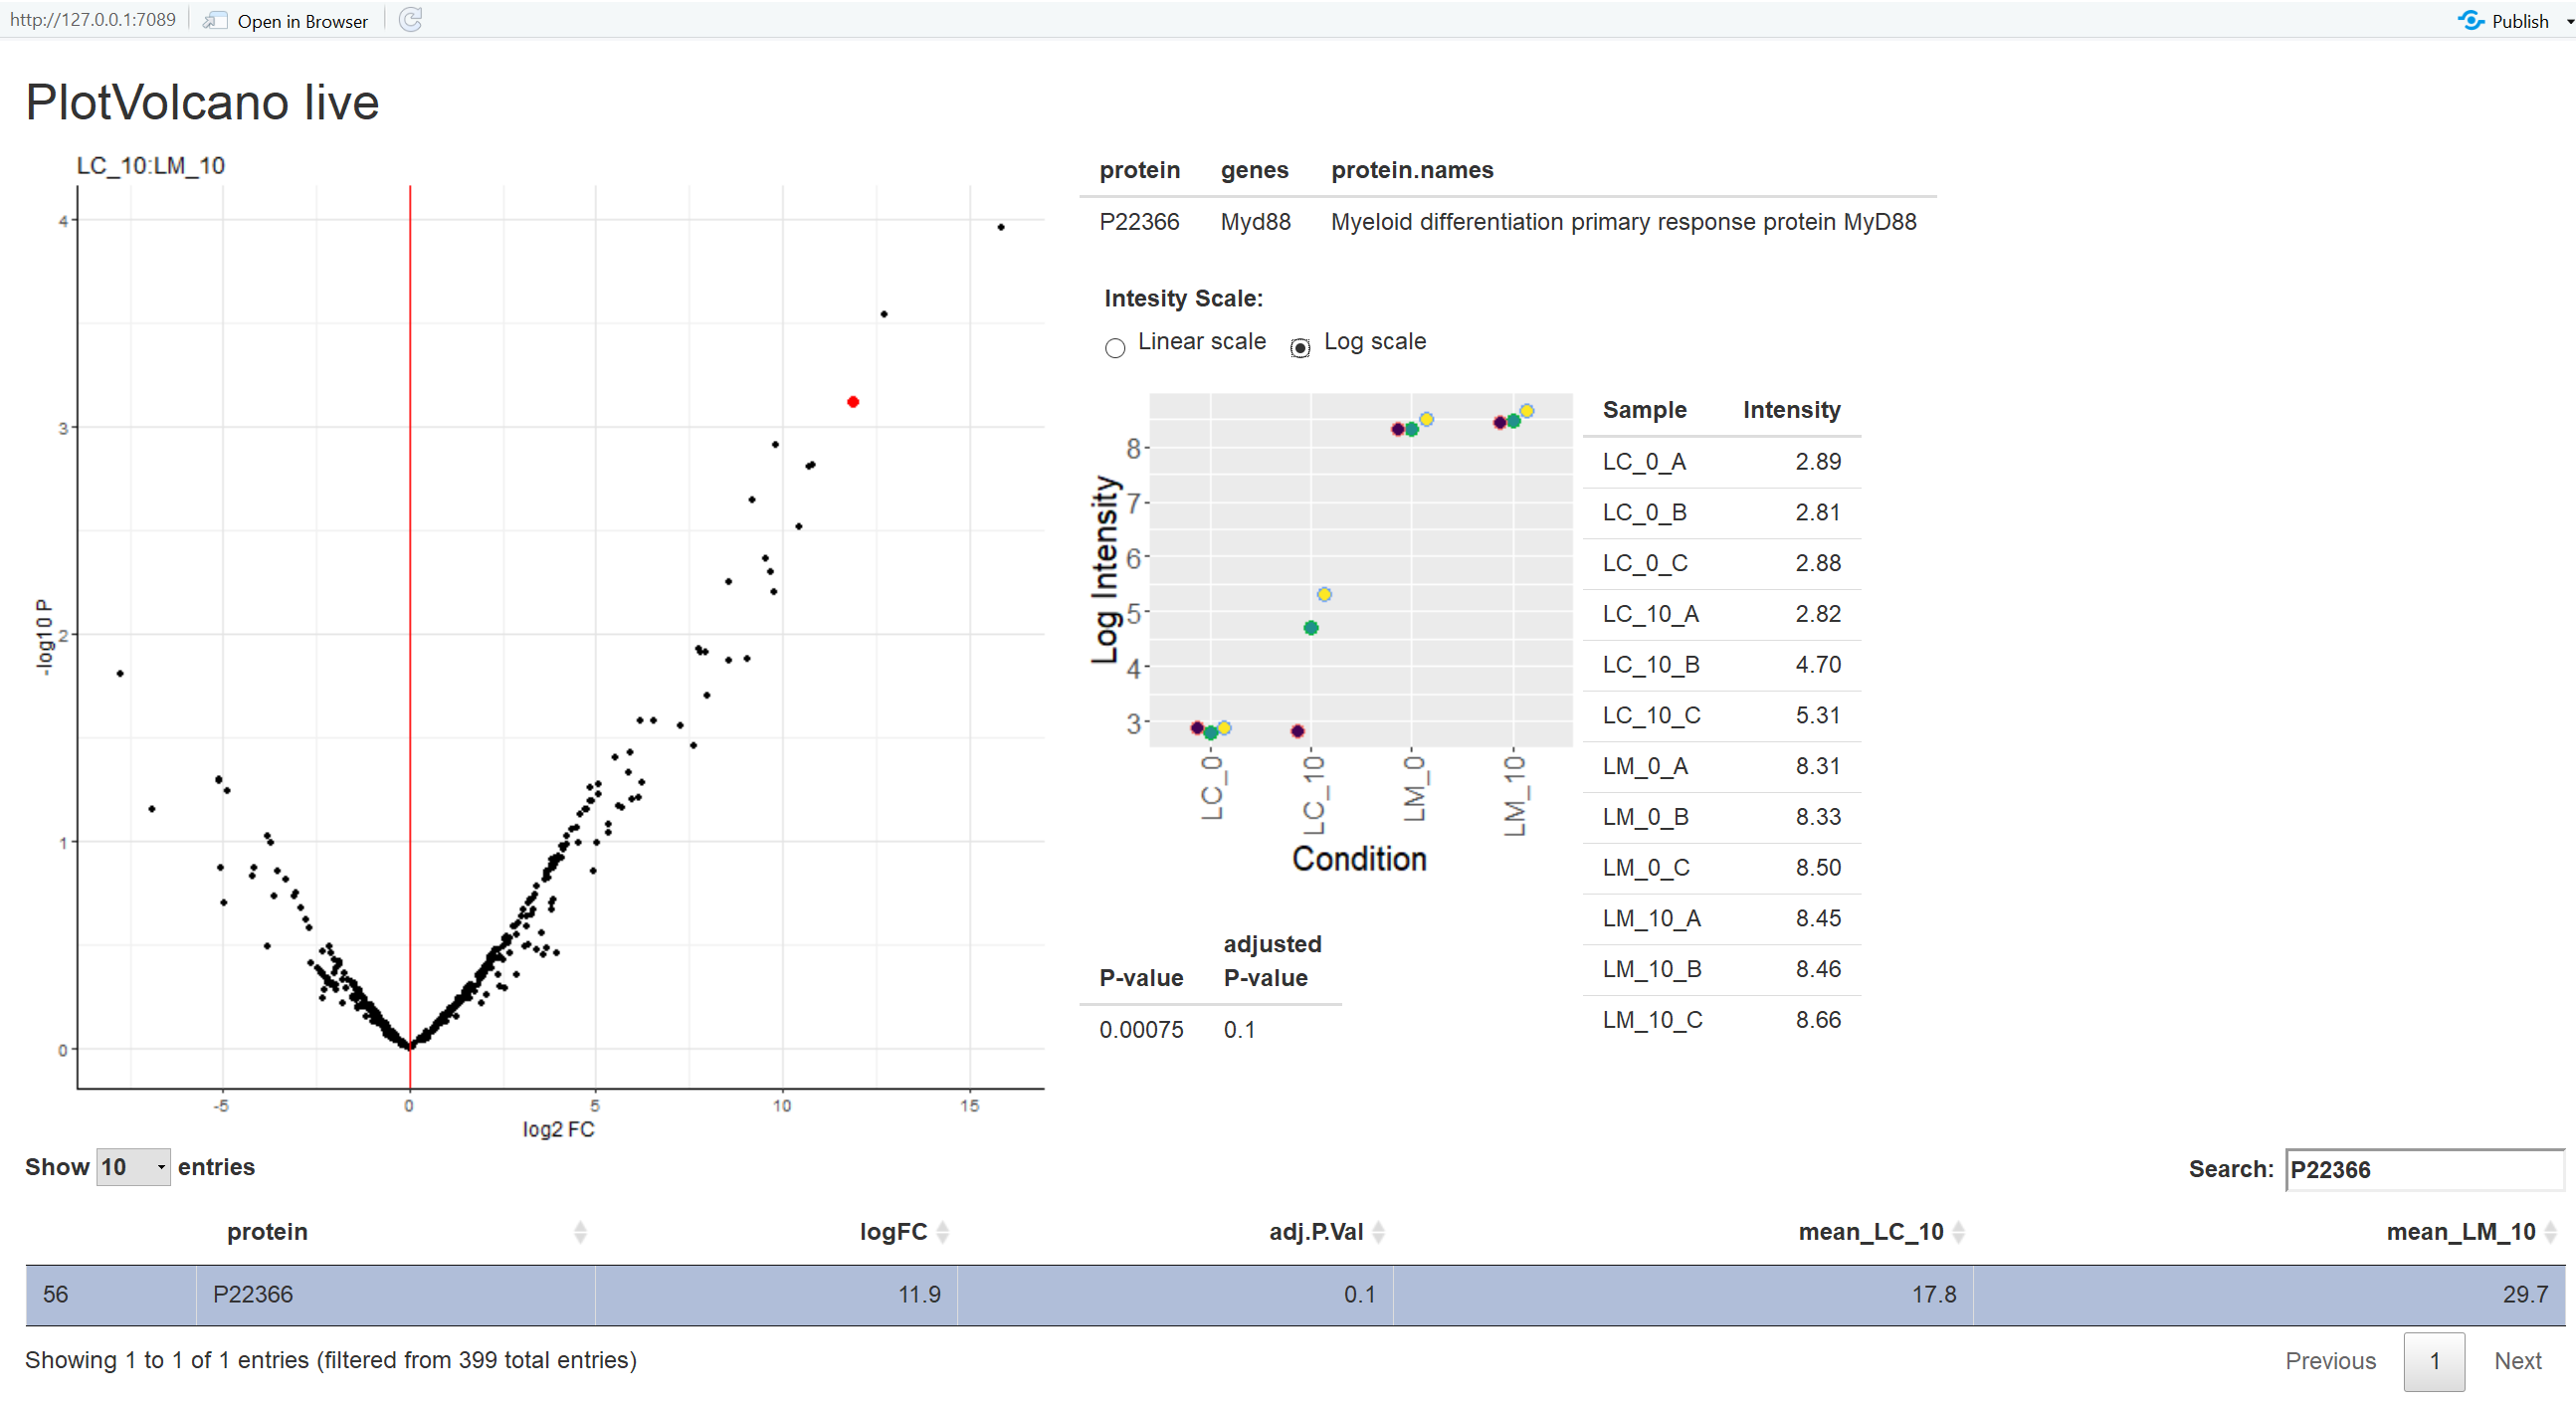 http://127.0.0.1:7089 Open in Browser Publish
PlotVolcano live
LC_10:LM_10
4
3
2
1
0
-log10 P
-5 0 5 10 15
log2 FC
protein genes protein.names
P22366 Myd88 Myeloid differentiation primary response protein MyD88
Intesity Scale:
Linear scale Log scale
8
7
6
5
4
3
Log Intensity
LC_0 LC_10 LM_0 LM_10
Condition
Sample Intensity
LC_0_A 2.89
LC_0_B 2.81
LC_0_C 2.88
LC_10_A 2.82
LC_10_B 4.70
LC_10_C 5.31
LM_0_A 8.31
LM_0_B 8.33
LM_0_C 8.50
LM_10_A 8.45
LM_10_B 8.46
LM_10_C 8.66
adjusted
P-value P-value
0.00075 0.1
Show 10 entries Search: P22366
protein logFC adj.P.Val mean_LC_10 mean_LM_10
56 P22366 11.9 0.1 17.8 29.7
Showing 1 to 1 of 1 entries (filtered from 399 total entries) Previous 1 Next